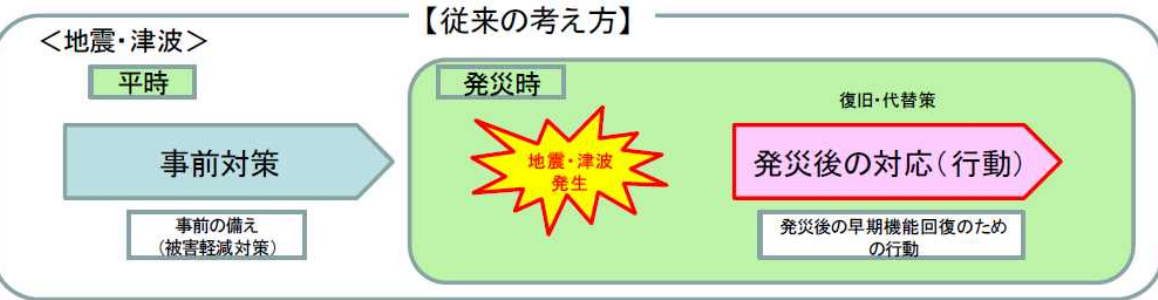 【従来の考え方】
＜地震・津波＞
平時
事前対策
事前の備え
（被害軽減対策）
発災時
地震・津波
発生
復旧・代替策
発災後の対応（行動）
発災後の早期機能回復のため
の行動